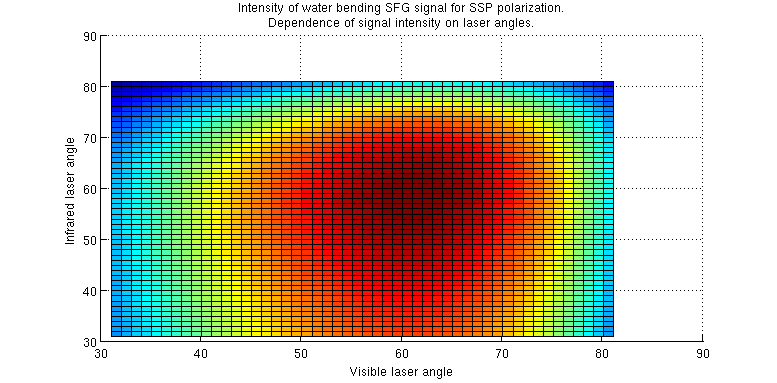 Intensity of water bending SFG signal for SSP polarization.
Dependence of signal intensity on laser angles.
90
80
70
60
50
40
30
Infrared laser angle
30 40 50 60 70 80 90
Visible laser angle